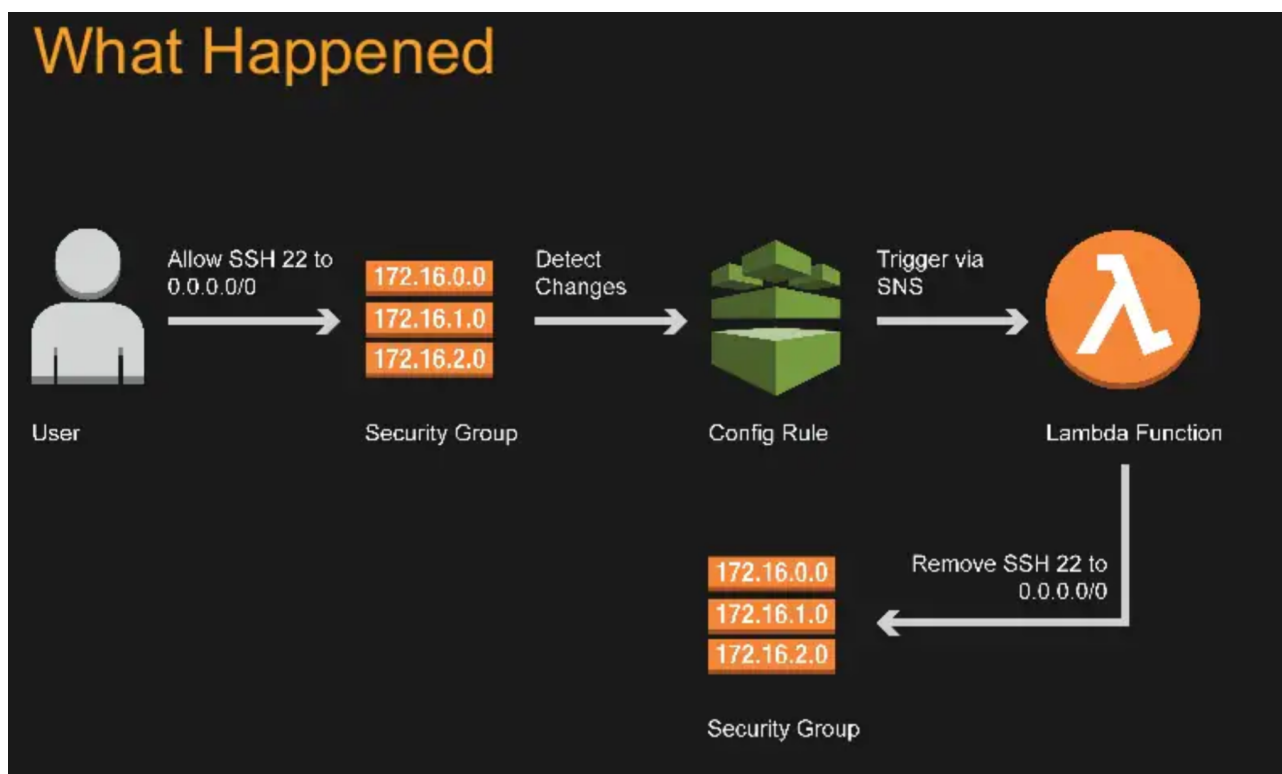 What Happened
Allow SSH 22 to
0.0.0.0/0
172.16.0.0
172.16.1.0
172.16.2.0
Detect
Changes
Trigger via
SNS
λ
User
Security Group
Config Rule
Lambda Function
Remove SSH 22 to
0.0.0.0/0
172.16.0.0
172.16.1.0
172.16.2.0
Security Group